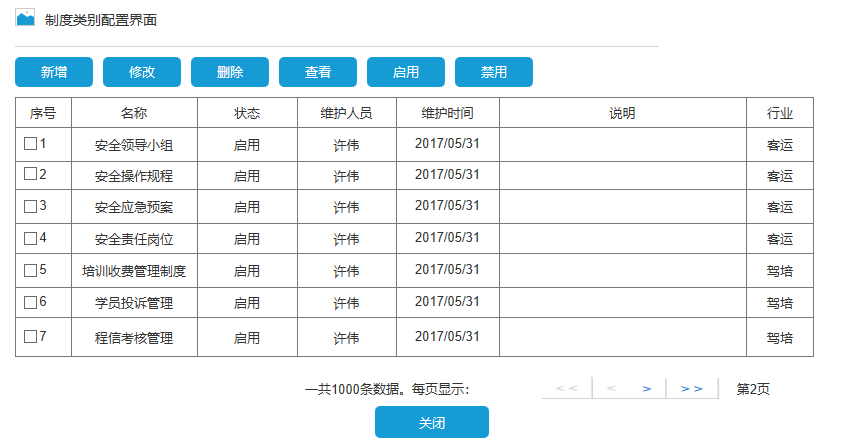 制度类别配置界面
新增 修改 删除 查看 启用 禁用
序号 名称 状态 维护人员 维护时间 说明 行业
1 安全领导小组 启用 许伟 2017/05/31 客运
2 安全操作规程 启用 许伟 2017/05/31 客运
3 安全应急预案 启用 许伟 2017/05/31 客运
4 安全责任岗位 启用 许伟 2017/05/31 客运
5 培训收费管理制度 启用 许伟 2017/05/31 驾培
6 学员投诉管理 启用 许伟 2017/05/31 驾培
7 程信考核管理 启用 许伟 2017/05/31 驾培
一共1000条数据。每页显示： << < > >> 第2页
关闭